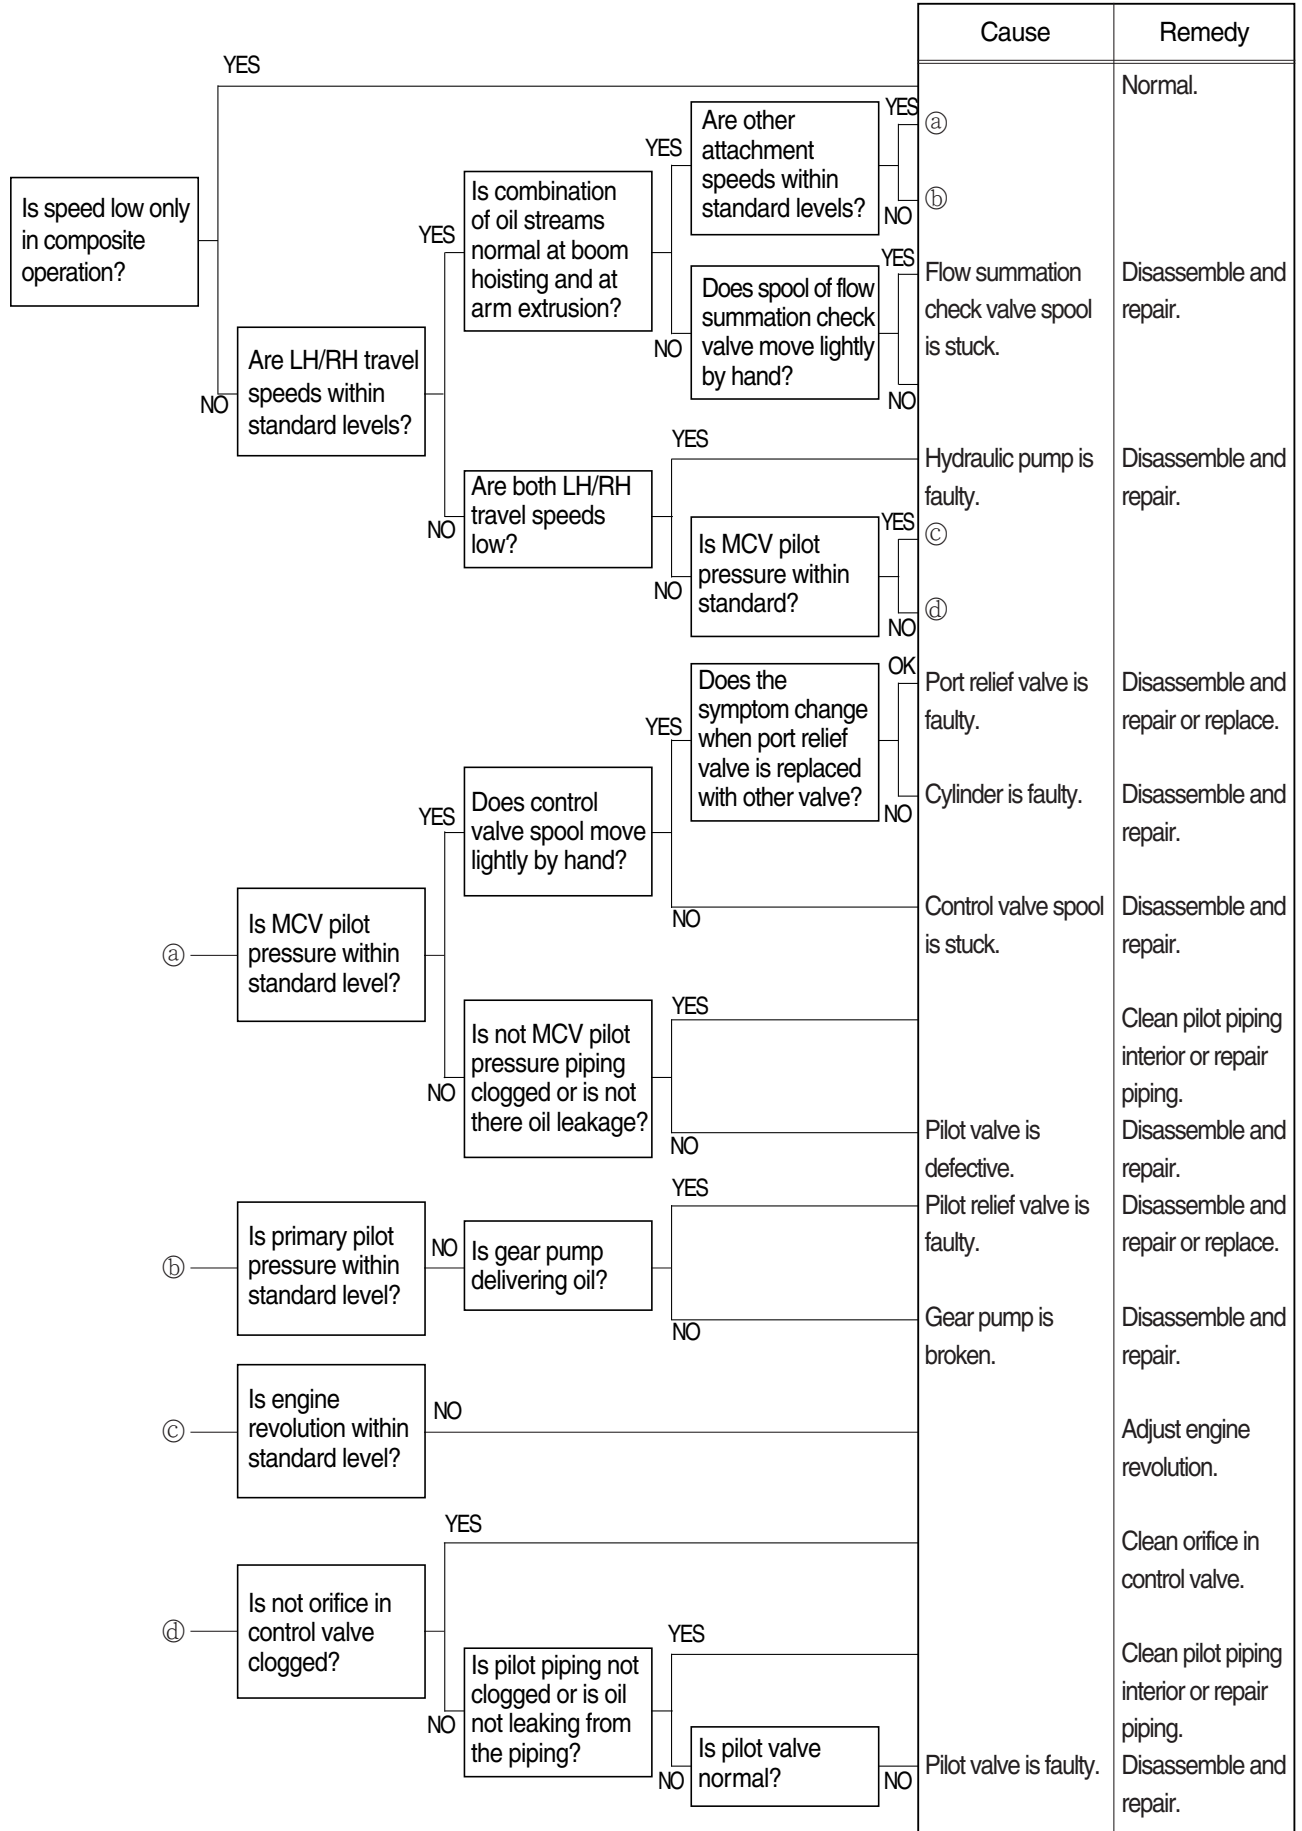 Cause
Remedy
YES
Normal.
Is speed low only
in composite
operation?
NO
Are LH/RH travel
speeds within
standard levels?
YES
Is combination
of oil streams
normal at boom
hoisting and at
arm extrusion?
YES
Are other
attachment
speeds within
standard levels?
YES
ⓐ
NO
ⓑ
NO
Does spool of flow
summation check
valve move lightly
by hand?
YES
NO
Flow summation
check valve spool
is stuck.
Disassemble and
repair.
NO
Are both LH/RH
travel speeds
low?
YES
Hydraulic pump is
faulty.
Disassemble and
repair.
NO
Is MCV pilot
pressure within
standard?
YES
ⓒ
NO
ⓓ
ⓐ
Is MCV pilot
pressure within
standard level?
YES
Does control
valve spool move
lightly by hand?
YES
Does the
symptom change
when port relief
valve is replaced
with other valve?
OK
Port relief valve is
faulty.
Disassemble and
repair or replace.
NO
Cylinder is faulty.
Disassemble and
repair.
NO
Control valve spool
is stuck.
Disassemble and
repair.
NO
Is not MCV pilot
pressure piping
clogged or is not
there oil leakage?
YES
Clean pilot piping
interior or repair
piping.
NO
Pilot valve is
defective.
Disassemble and
repair.
ⓑ
Is primary pilot
pressure within
standard level?
NO
Is gear pump
delivering oil?
YES
Pilot relief valve is
faulty.
Disassemble and
repair or replace.
NO
Gear pump is
broken.
Disassemble and
repair.
ⓒ
Is engine
revolution within
standard level?
NO
Adjust engine
revolution.
ⓓ
Is not orifice in
control valve
clogged?
YES
Clean orifice in
control valve.
NO
Is pilot piping not
clogged or is oil
not leaking from
the piping?
YES
Clean pilot piping
interior or repair
piping.
NO
Is pilot valve
normal?
NO
Pilot valve is faulty.
Disassemble and
repair.